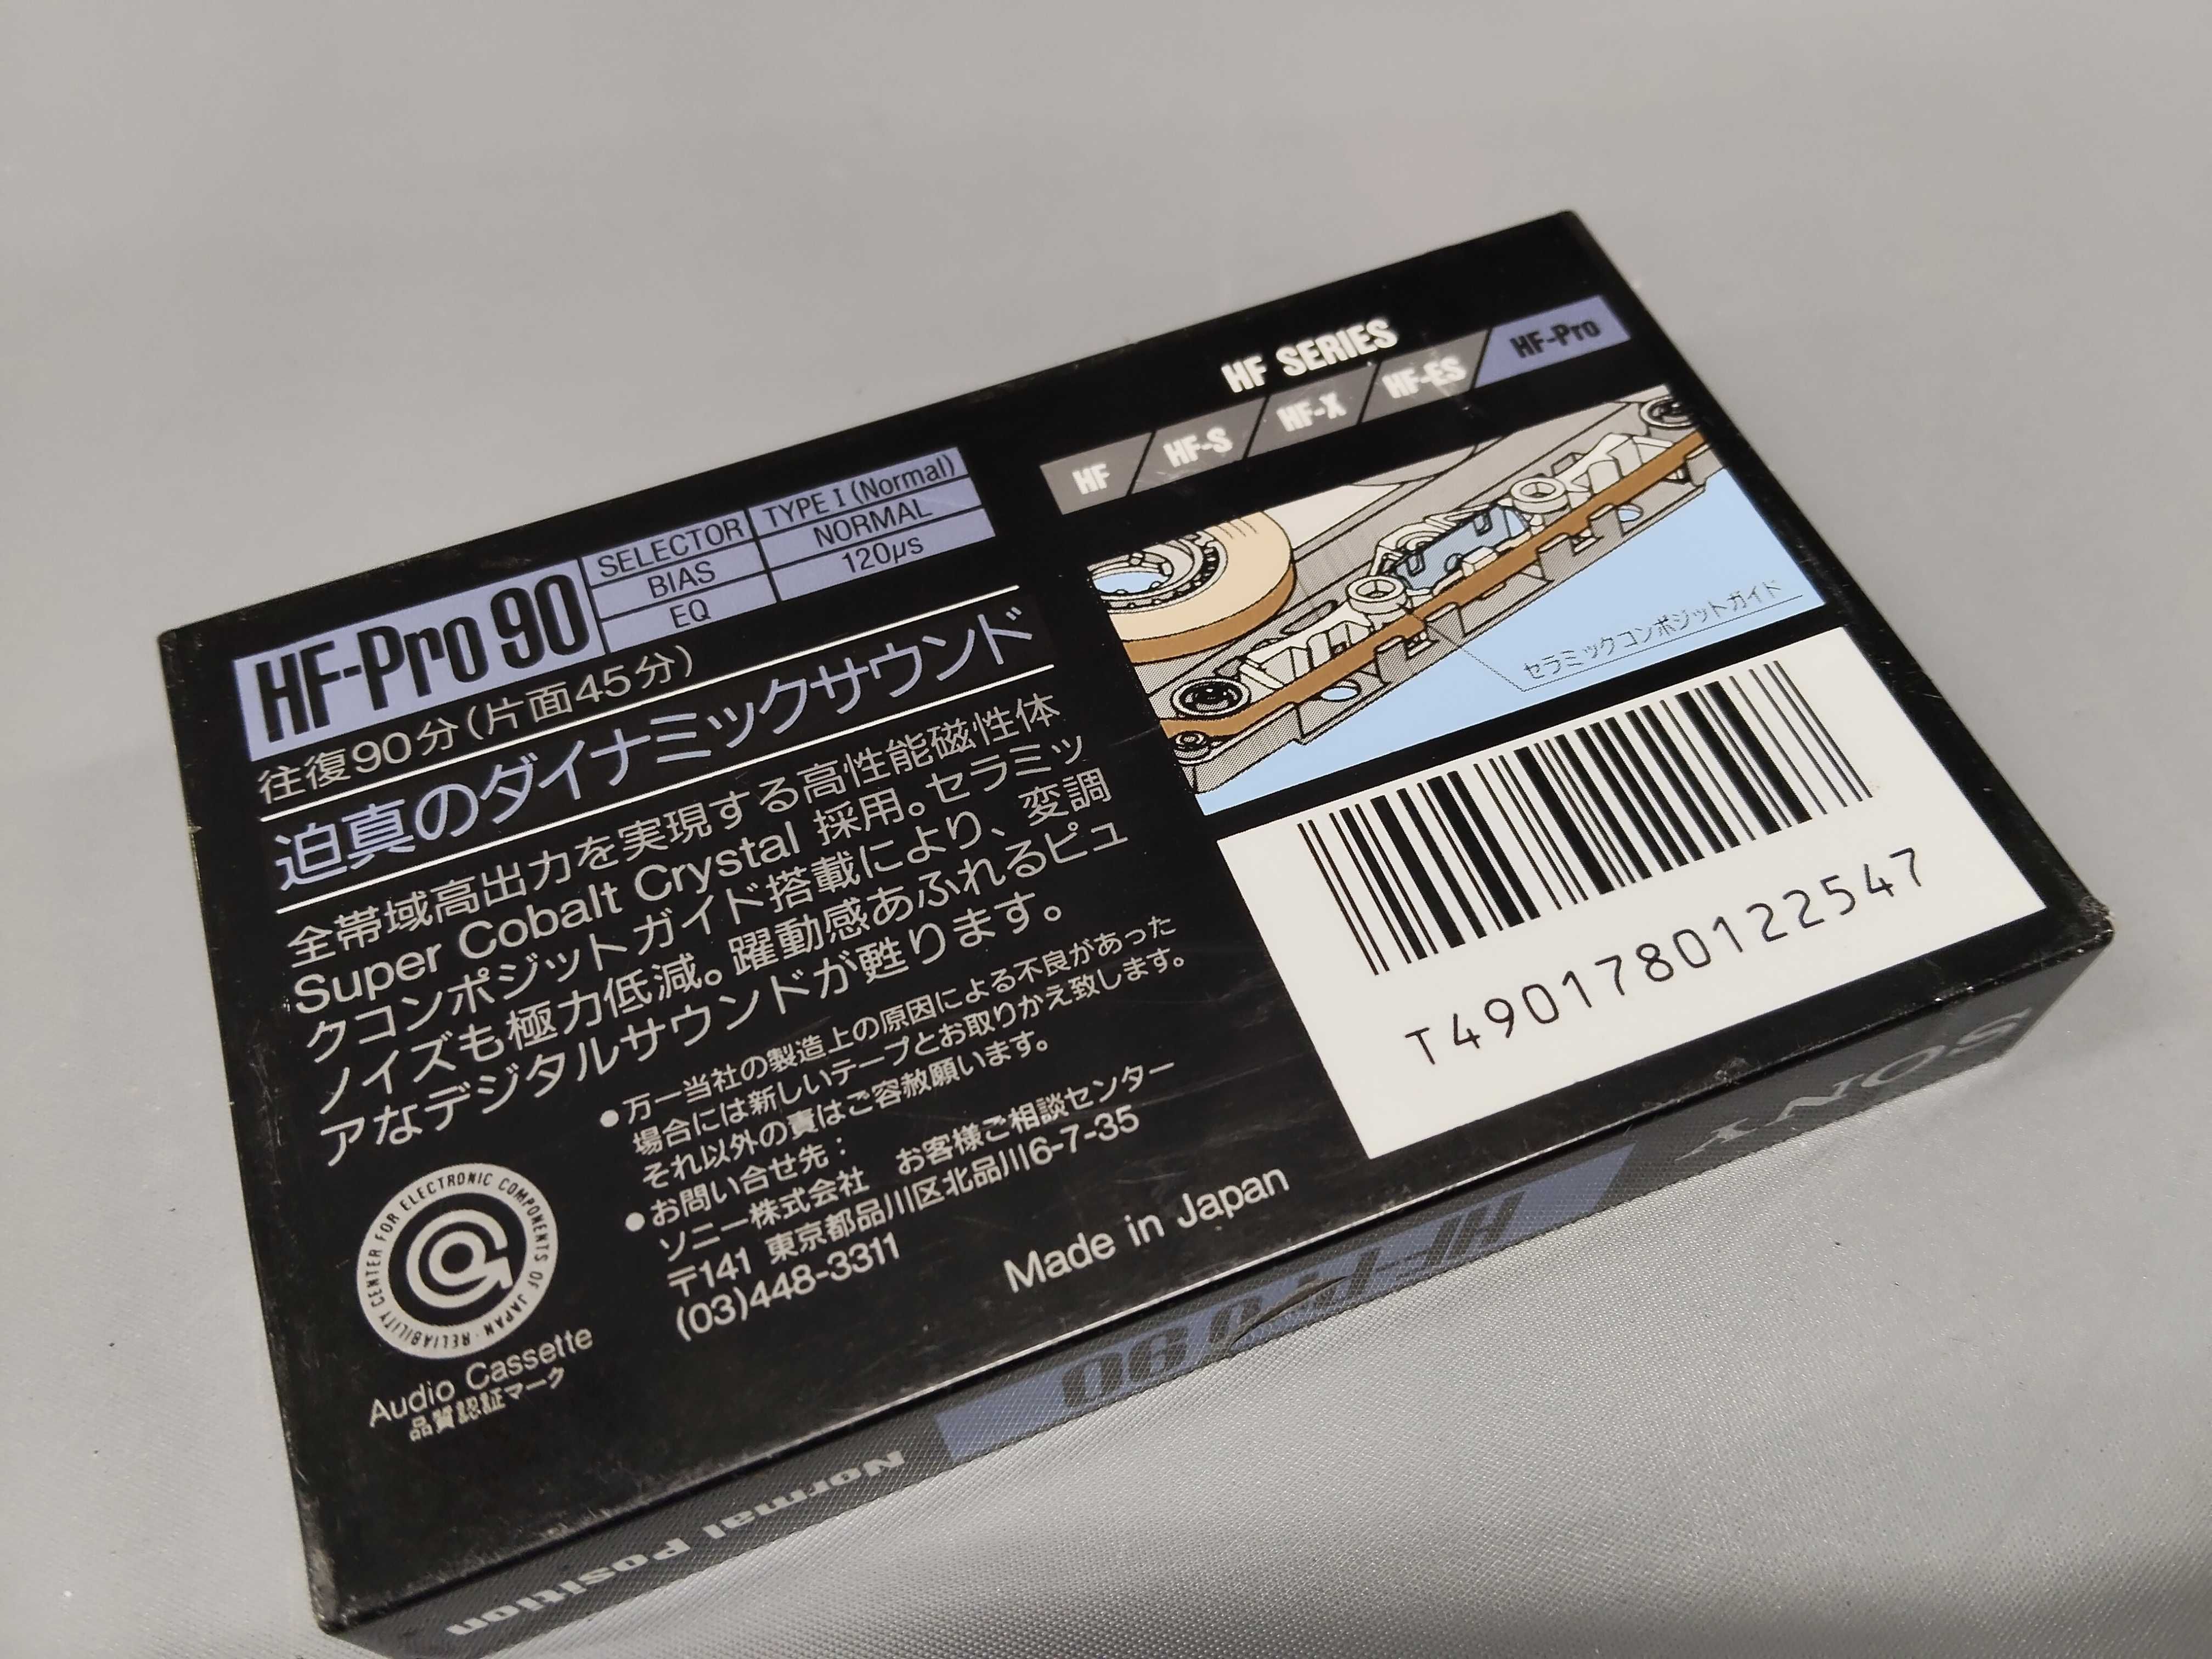 HF-Pro 90
SELECTOR TYPE I (Normal)
BIAS NORMAL
EQ 120μs
往復90分(片面45分)
迫真のダイナミックサウンド
全帯域高出力を実現する高性能磁性体
Super Cobalt Crystal 採用。セラミッ
クコンポジットガイド搭載により、変調
ノイズも極力低減。躍動感あふれるピュ
アなデジタルサウンドが甦ります。
●万一当社の製造上の原因による不良があった
場合には新しいテープとお取りかえ致します。
それ以外の責はご容赦願います。
●お問い合せ先:
ソニー株式会社 お客様ご相談センター
〒141 東京都品川区北品川6-7-35
(03)448-3311
RELIABILITY CENTER FOR ELECTRONIC COMPONENTS OF JAPAN
Audio Cassette
品質認証マーク
Made in Japan
HF SERIES
HF HF-S HF-X HF-ES HF-Pro
セラミックコンポジットガイド
T4901780122547
SONY
HF-Pro 90
Normal Position